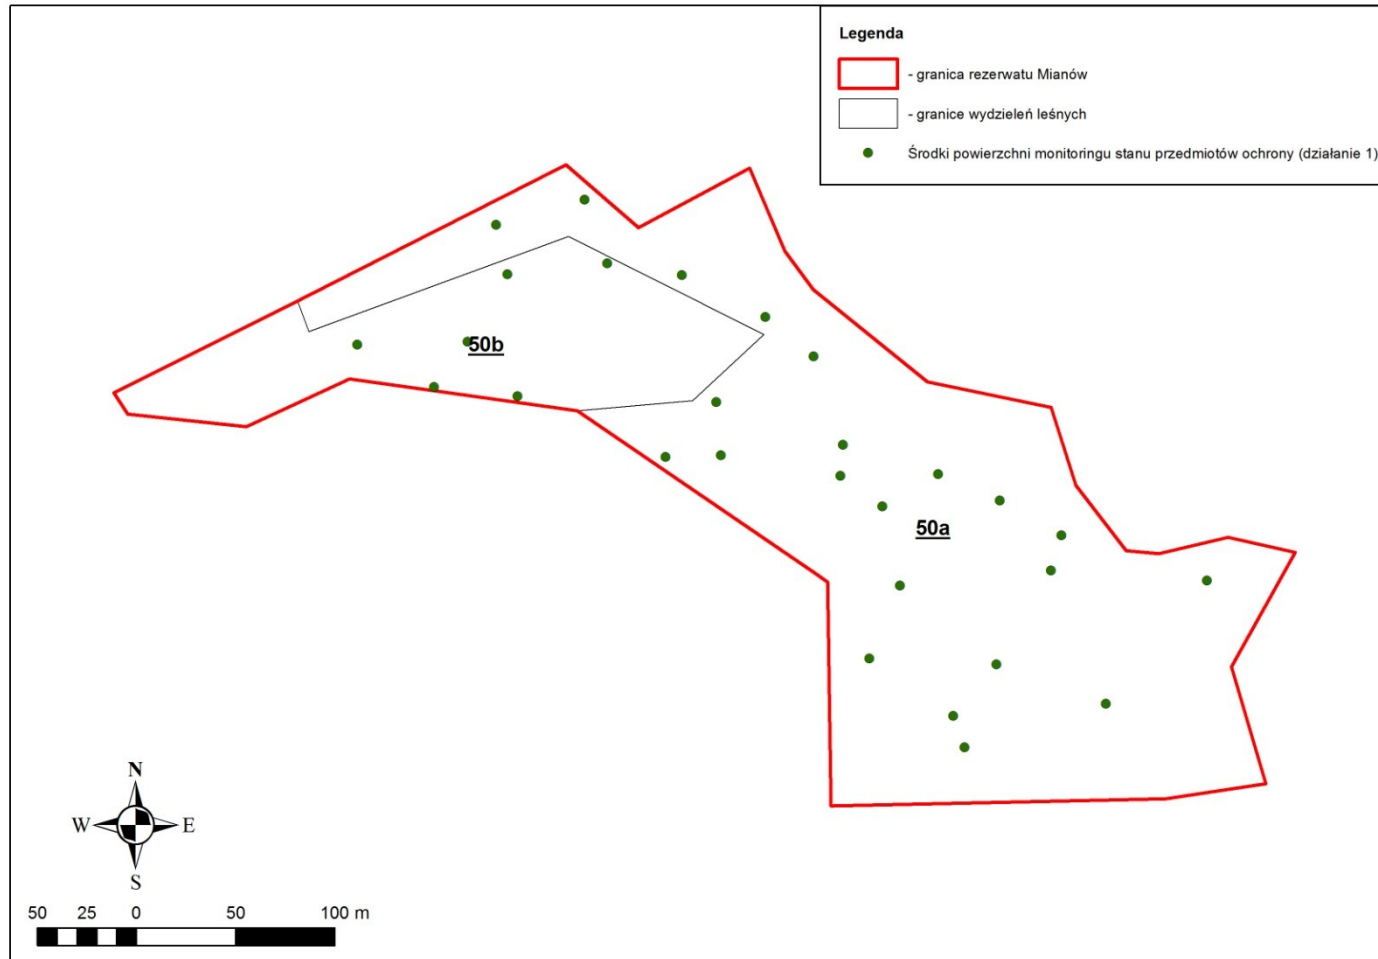 Legenda
- granica rezerwatu Mianów
- granice wydzieleń leśnych
Środki powierzchni monitoringu stanu przedmiotów ochrony (działanie 1)
50b
50a
N
W E
S
50 25 0 50 100 m